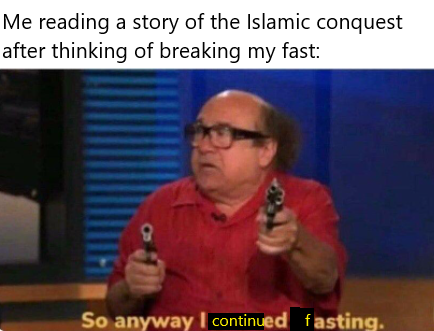 Me reading a story of the Islamic conquest
after thinking of breaking my fast:
So anyway I continued fasting.